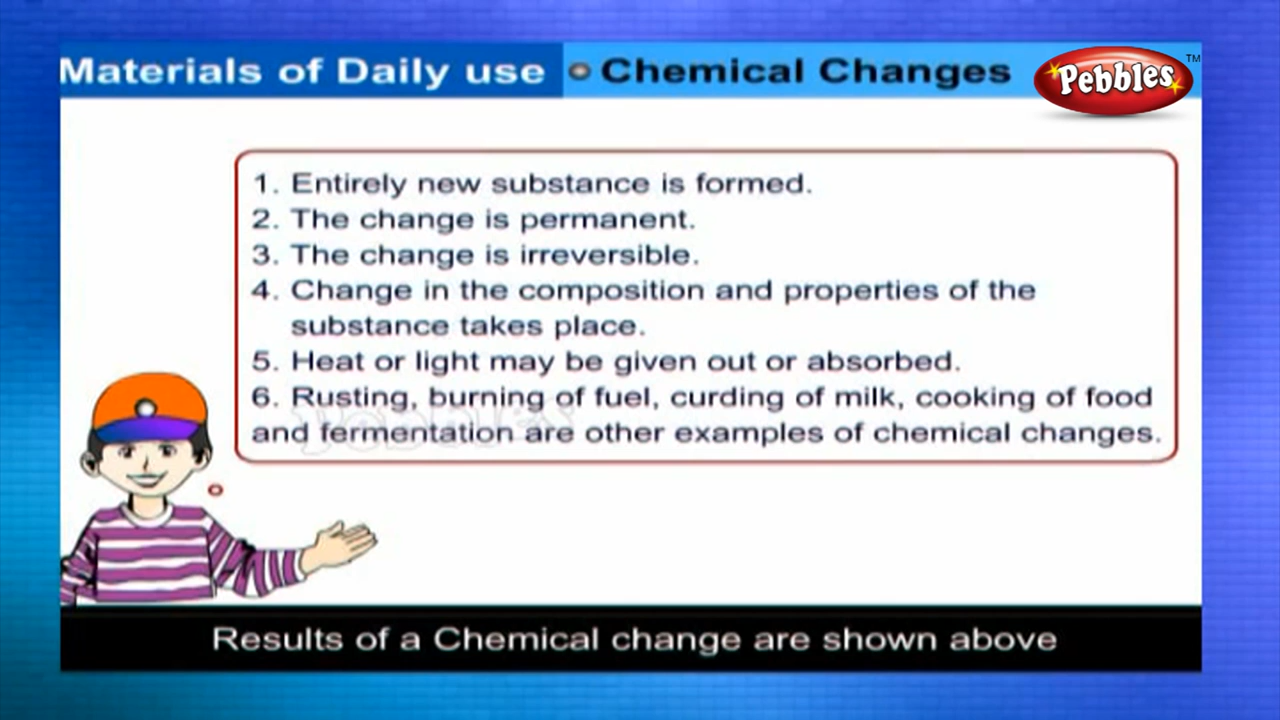 Materials of Daily use Chemical Changes
Pebbles™
1. Entirely new substance is formed.
2. The change is permanent.
3. The change is irreversible.
4. Change in the composition and properties of the
substance takes place.
5. Heat or light may be given out or absorbed.
6. Rusting, burning of fuel, curding of milk, cooking of food
and fermentation are other examples of chemical changes.
Pebbles
Results of a Chemical change are shown above